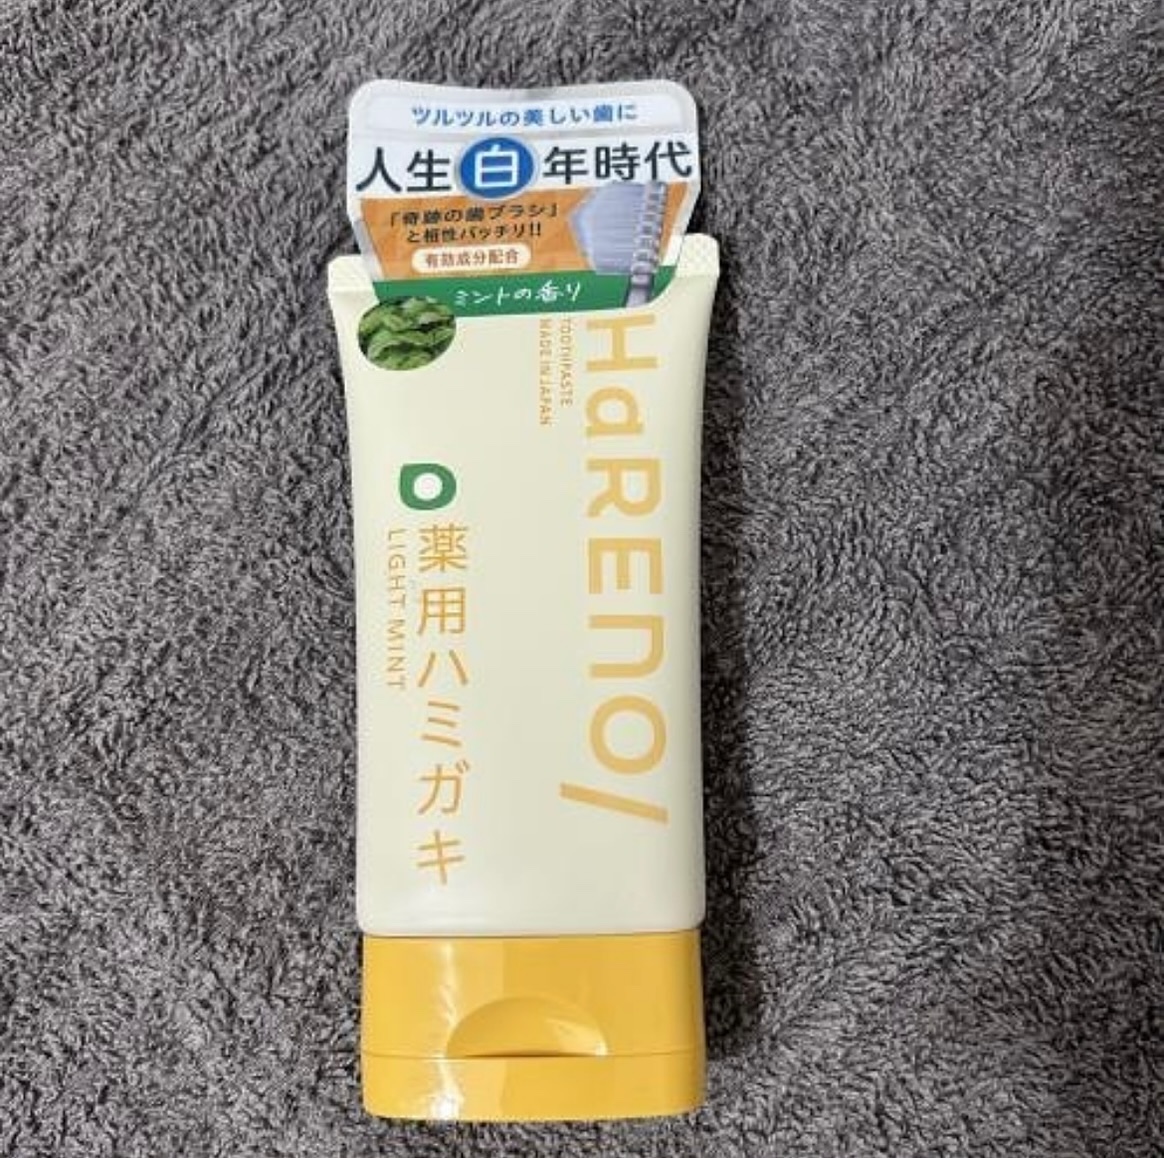 ツルツルの美しい歯に
人生白年時代
『奇跡の歯ブラシ』
と相性バッチリ!!
有効成分配合
ミントの香り
HaREnO/
TOOTHPASTE
MADE IN JAPAN
薬用ハミガキ
LIGHT MINT